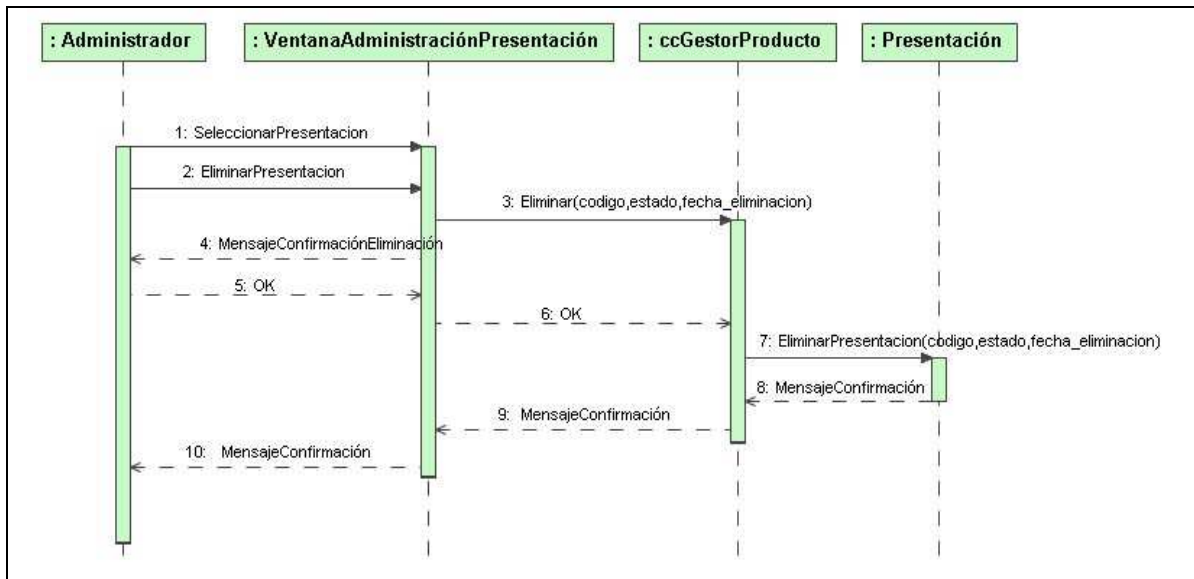 : Administrador
: VentanaAdministraciónPresentación
: ccGestorProducto
: Presentación
1: SeleccionarPresentacion
2: EliminarPresentacion
3: Eliminar(codigo,estado,fecha_eliminacion)
4: MensajeConfirmaciónEliminación
5: OK
6: OK
7: EliminarPresentacion(codigo,estado,fecha_eliminacion)
8: MensajeConfirmación
9: MensajeConfirmación
10: MensajeConfirmación